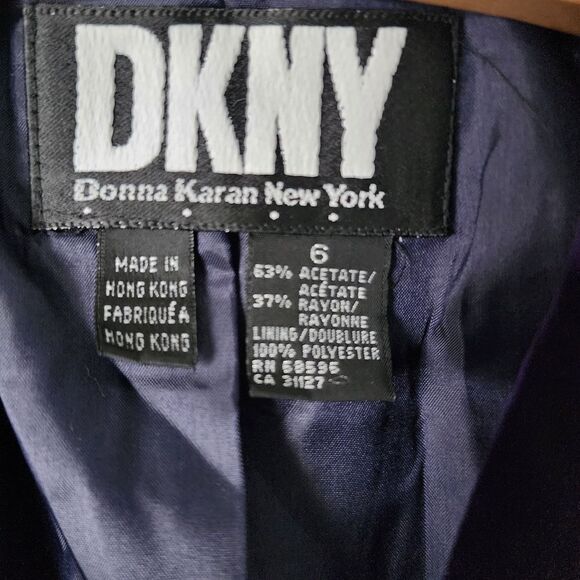 DKNY
Donna Karan New York
MADE IN
HONG KONG
FABRIQUÉ A
HONG KONG
6
63% ACETATE/
ACÉTATE
37% RAYON/
RAYONNE
LINING/DOUBLURE
100% POLYESTER
RN 68596
CA 31127